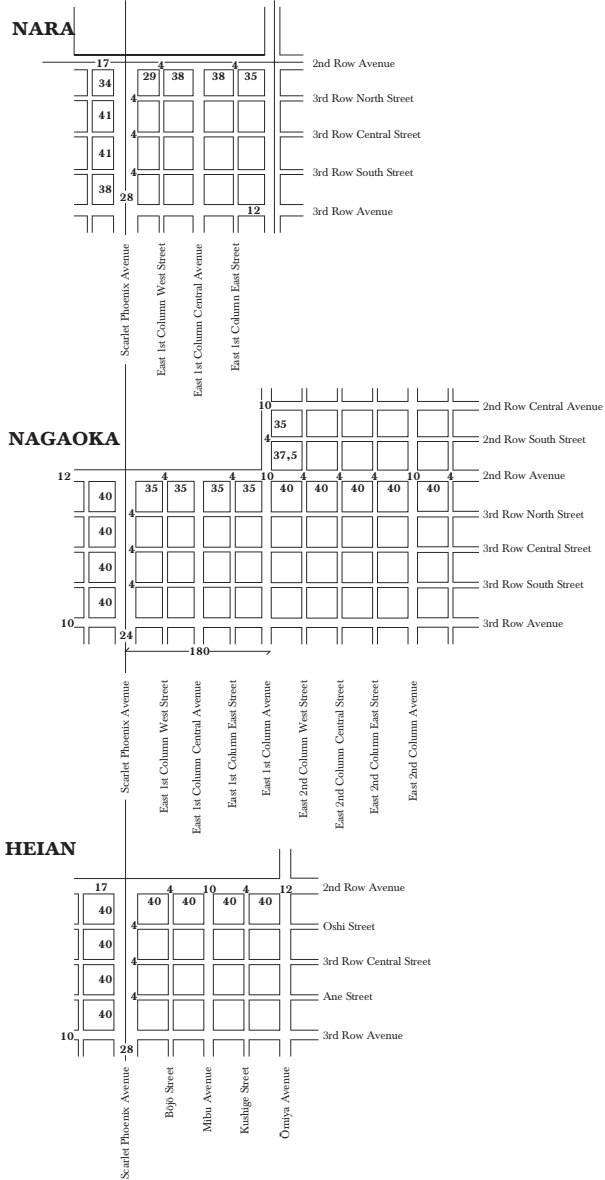 NARA
17
4
4
2nd Row Avenue
34
29
38
38
35
4
3rd Row North Street
41
4
3rd Row Central Street
41
4
3rd Row South Street
38
28
12
3rd Row Avenue
Scarlet Phoenix Avenue
East 1st Column West Street
East 1st Column Central Avenue
East 1st Column East Street
10
2nd Row Central Avenue
35
NAGAOKA
4
2nd Row South Street
37,5
12
4
4
10
4
4
4
10
4
2nd Row Avenue
40
35
35
35
35
40
40
40
40
40
4
3rd Row North Street
40
4
3rd Row Central Street
40
4
3rd Row South Street
40
10
24
3rd Row Avenue
180
Scarlet Phoenix Avenue
East 1st Column West Street
East 1st Column Central Avenue
East 1st Column East Street
East 1st Column Avenue
East 2nd Column West Street
East 2nd Column Central Street
East 2nd Column East Street
East 2nd Column Avenue
HEIAN
17
4
10
4
12
2nd Row Avenue
40
40
40
40
40
4
Oshi Street
40
4
3rd Row Central Street
40
4
Ane Street
40
10
28
3rd Row Avenue
Scarlet Phoenix Avenue
Bōjō Street
Mibu Avenue
Kushige Street
Ōmiya Avenue